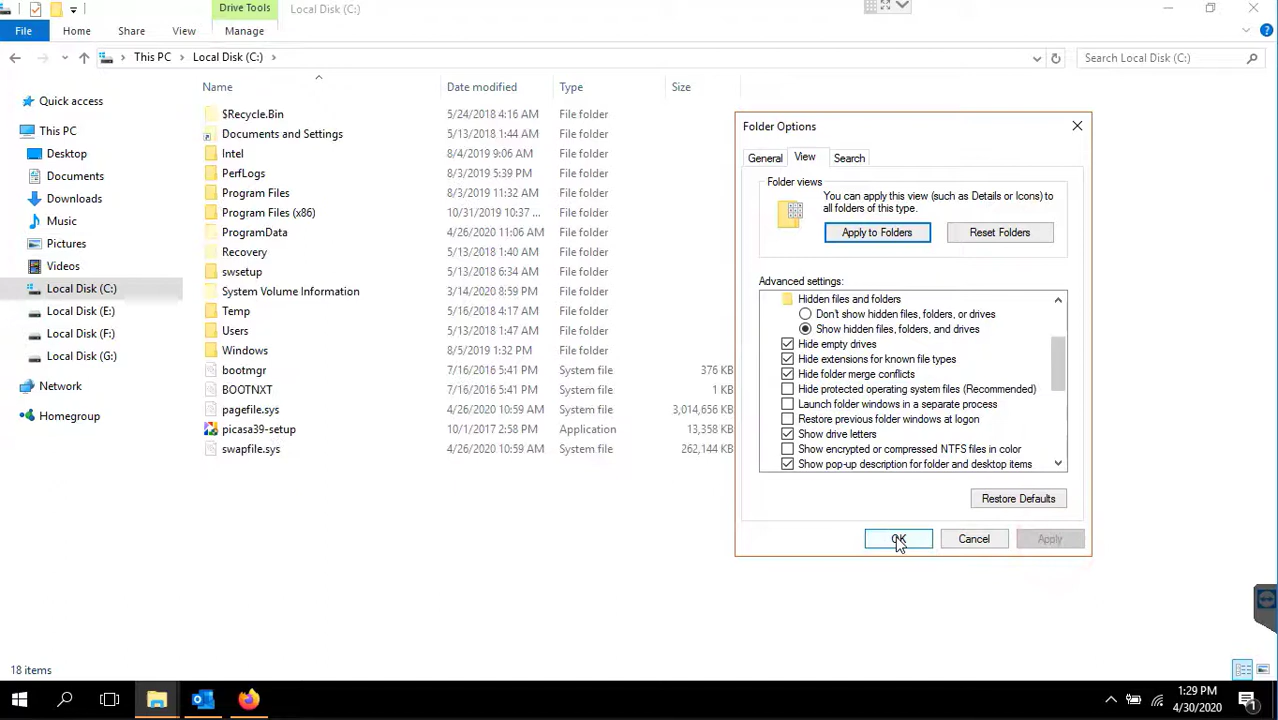 Drive Tools Local Disk (C:)
File Home Share View Manage
This PC Local Disk (C:) Search Local Disk (C:)
Quick access
This PC
Desktop
Documents
Downloads
Music
Pictures
Videos
Local Disk (C:)
Local Disk (E:)
Local Disk (F:)
Local Disk (G:)
Network
Homegroup
Name Date modified Type Size
$Recycle.Bin 5/24/2018 4:16 AM File folder
Documents and Settings 5/13/2018 1:44 AM File folder
Intel 8/4/2019 9:06 AM File folder
PerfLogs 8/3/2019 5:39 PM File folder
Program Files 8/3/2019 11:32 AM File folder
Program Files (x86) 10/31/2019 10:37 ... File folder
ProgramData 4/26/2020 11:06 AM File folder
Recovery 5/13/2018 1:40 AM File folder
swsetup 5/13/2018 6:34 AM File folder
System Volume Information 3/14/2020 8:59 PM File folder
Temp 5/16/2018 4:17 AM File folder
Users 5/13/2018 1:47 AM File folder
Windows 8/5/2019 1:32 PM File folder
bootmgr 7/16/2016 5:41 PM System file 376 KB
BOOTNXT 7/16/2016 5:41 PM System file 1 KB
pagefile.sys 4/26/2020 10:59 AM System file 3,014,656 KB
picasa39-setup 10/1/2017 2:58 PM Application 13,358 KB
swapfile.sys 4/26/2020 10:59 AM System file 262,144 KB
Folder Options
General View Search
Folder views
You can apply this view (such as Details or Icons) to
all folders of this type.
Apply to Folders Reset Folders
Advanced settings:
Hidden files and folders
Don't show hidden files, folders, or drives
Show hidden files, folders, and drives
Hide empty drives
Hide extensions for known file types
Hide folder merge conflicts
Hide protected operating system files (Recommended)
Launch folder windows in a separate process
Restore previous folder windows at logon
Show drive letters
Show encrypted or compressed NTFS files in color
Show pop-up description for folder and desktop items
Restore Defaults
OK Cancel Apply
18 items
1:29 PM
4/30/2020
1